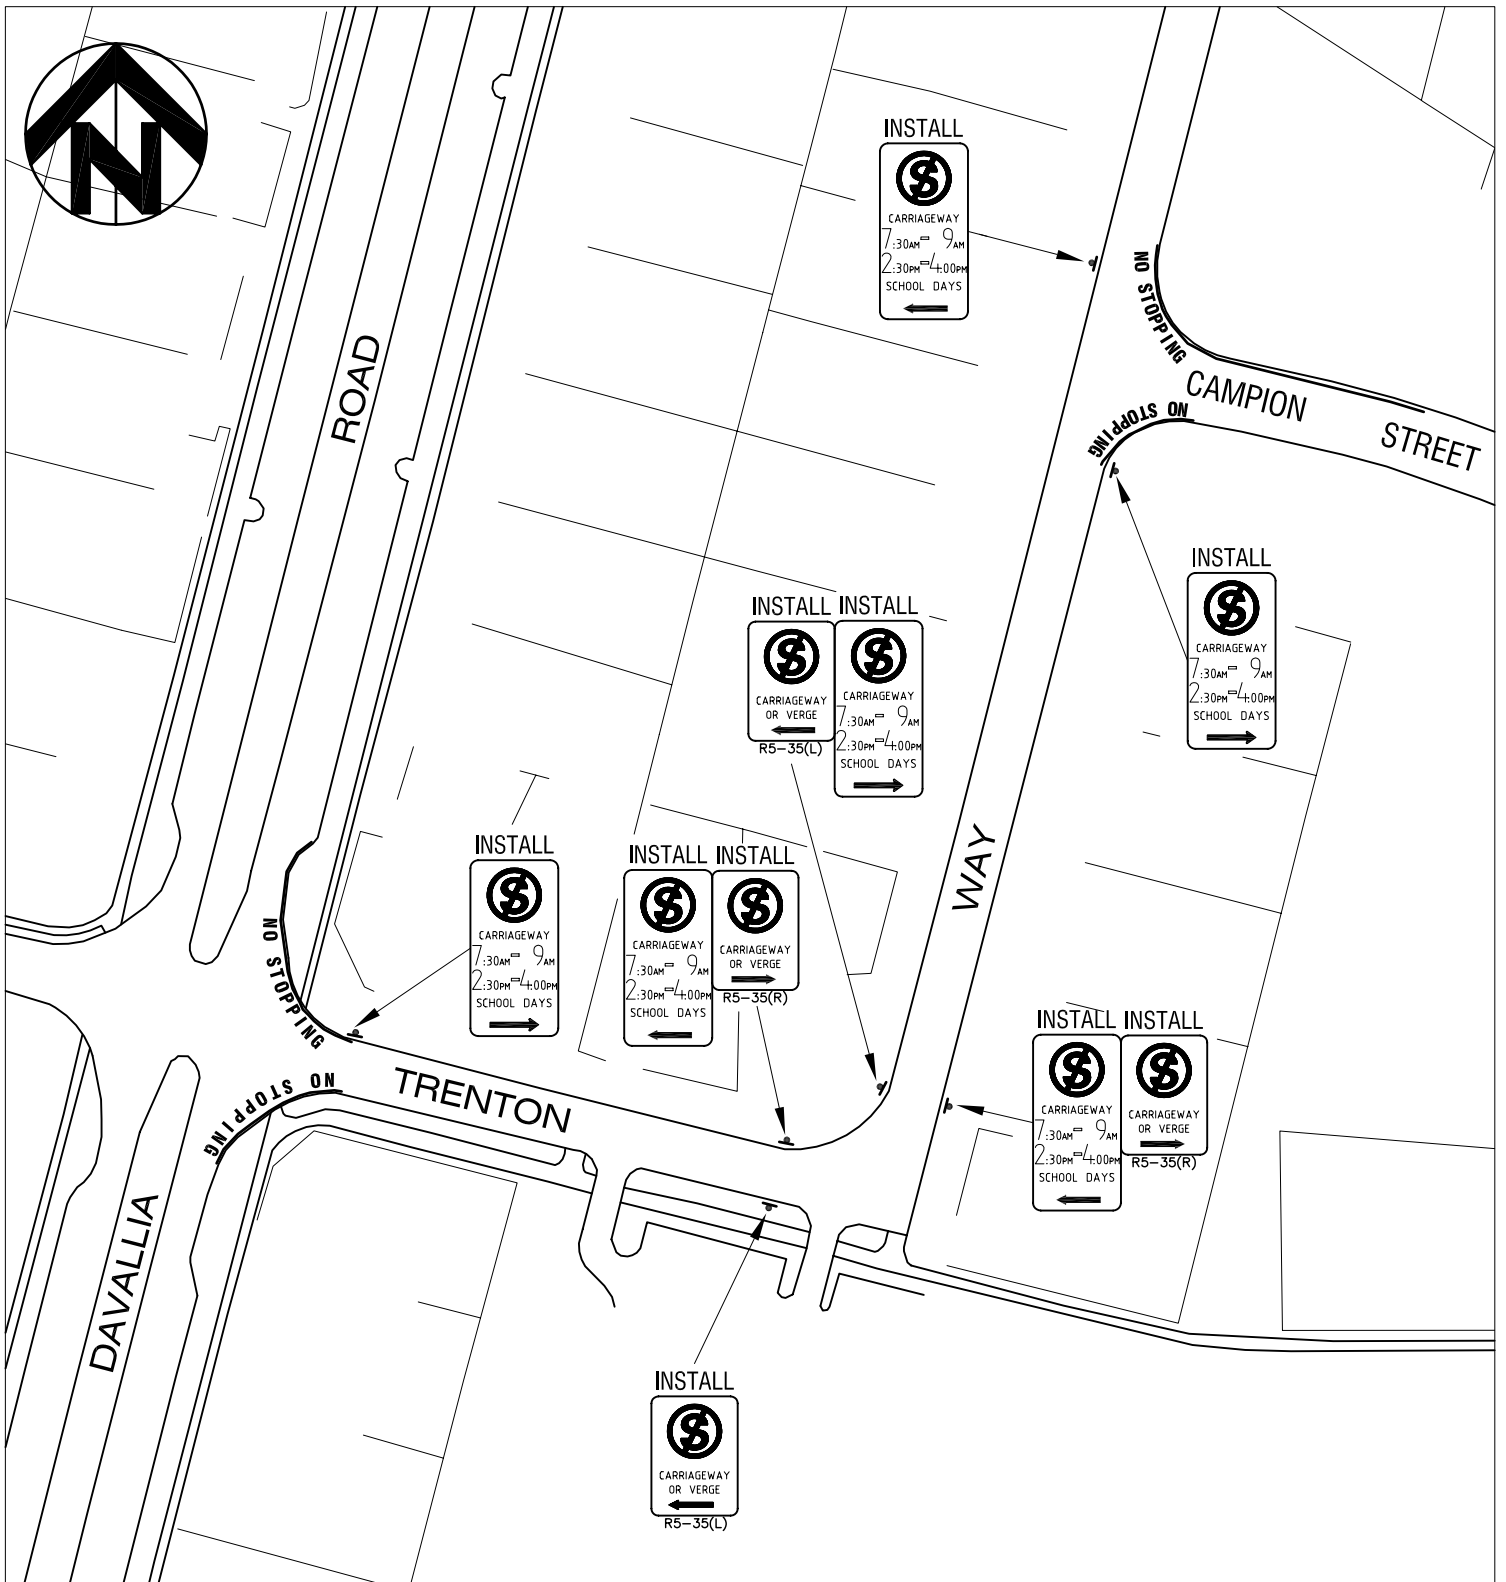 N
INSTALL
S
CARRIAGEWAY
7:30AM - 9AM
2:30PM - 4:00PM
SCHOOL DAYS
NO STOPPING
ROAD
CAMPION STREET
NO STOPPING
INSTALL
S
CARRIAGEWAY
7:30AM - 9AM
2:30PM - 4:00PM
SCHOOL DAYS
INSTALL
S
CARRIAGEWAY
OR VERGE
R5-35(L)
INSTALL
S
CARRIAGEWAY
7:30AM - 9AM
2:30PM - 4:00PM
SCHOOL DAYS
WAY
INSTALL
S
CARRIAGEWAY
7:30AM - 9AM
2:30PM - 4:00PM
SCHOOL DAYS
INSTALL
S
CARRIAGEWAY
7:30AM - 9AM
2:30PM - 4:00PM
SCHOOL DAYS
INSTALL
S
CARRIAGEWAY
OR VERGE
R5-35(R)
NO STOPPING
INSTALL
S
CARRIAGEWAY
7:30AM - 9AM
2:30PM - 4:00PM
SCHOOL DAYS
INSTALL
S
CARRIAGEWAY
OR VERGE
R5-35(R)
NO STOPPING
TRENTON
DAVALLIA
INSTALL
S
CARRIAGEWAY
OR VERGE
R5-35(L)